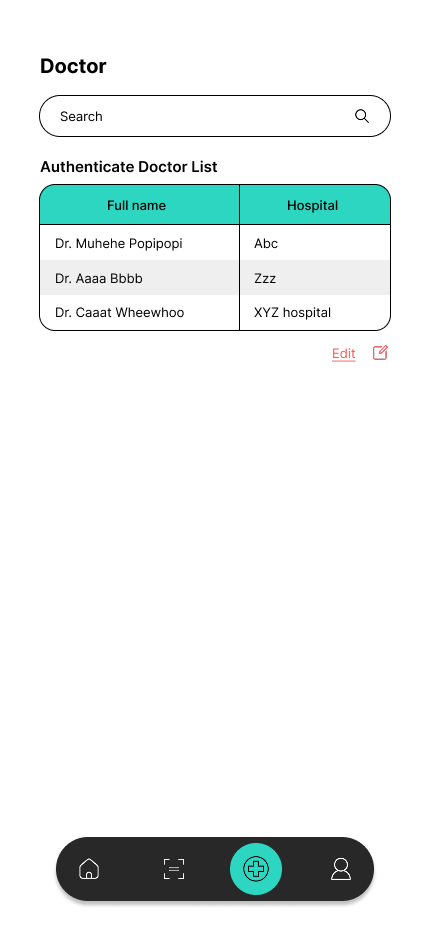 Doctor
Search
Authenticate Doctor List
Full name Hospital
Dr. Muhehe Popipopi Abc
Dr. Aaaa Bbbb Zzz
Dr. Caaat Wheewhoo XYZ hospital
Edit